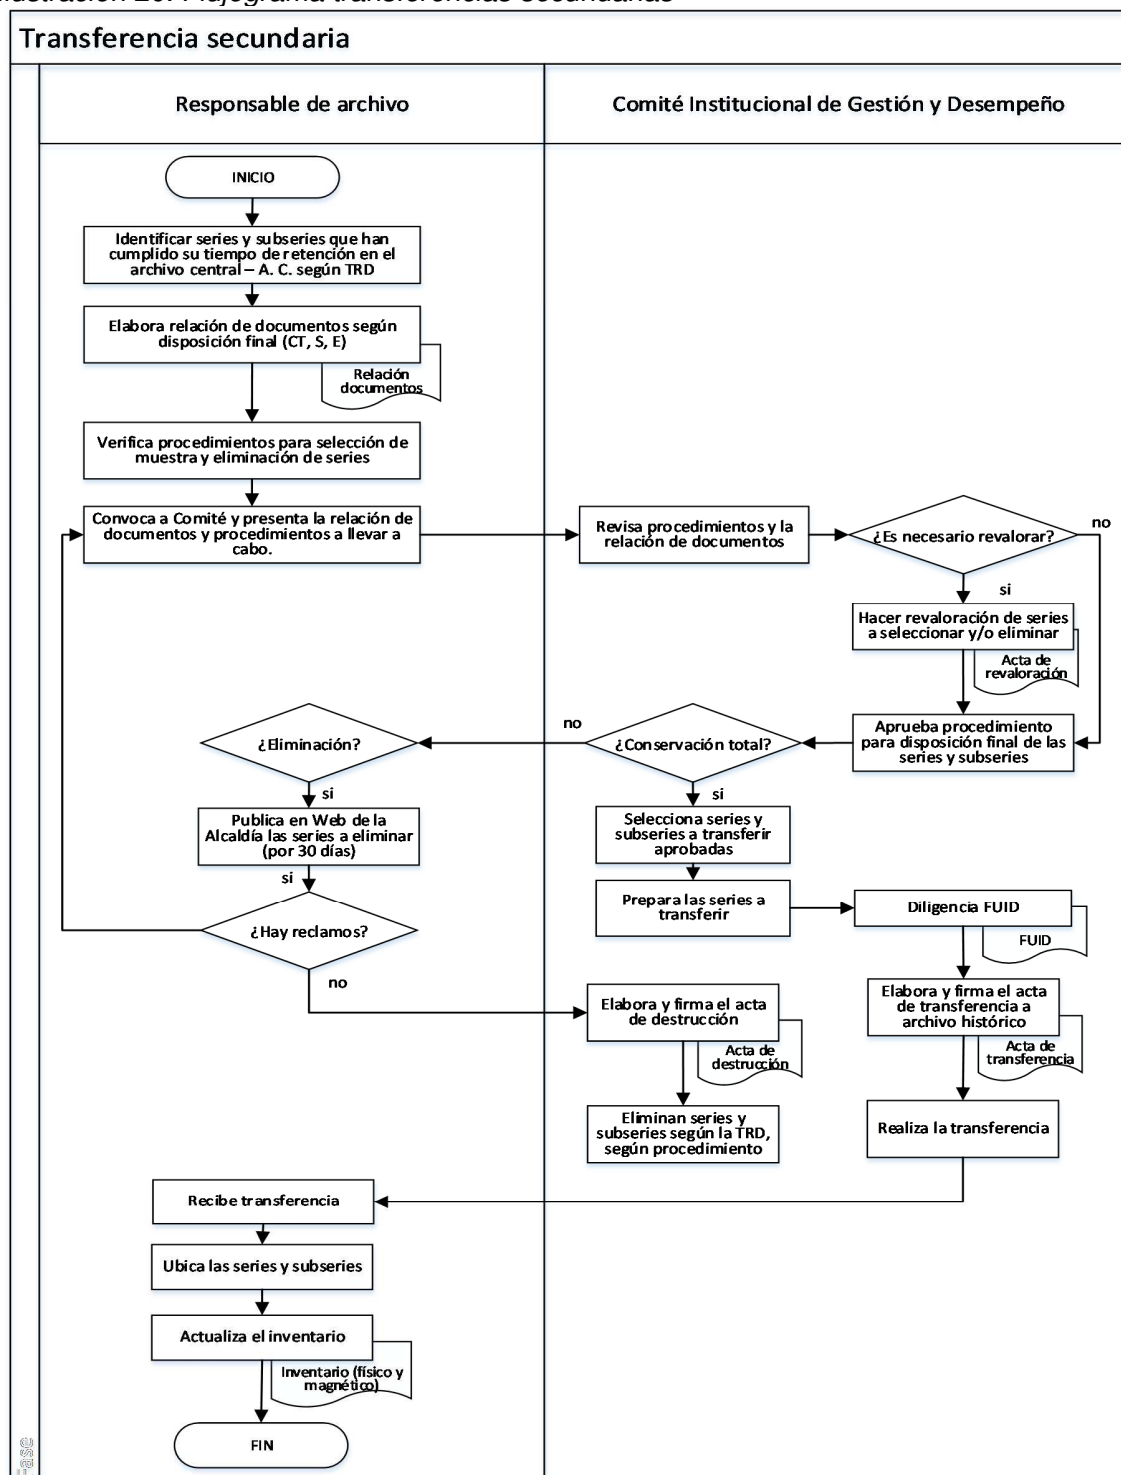 Ilustración 20. Flujograma transferencias secundarias
Transferencia secundaria
Responsable de archivo
Comité Institucional de Gestión y Desempeño
INICIO
Identificar series y subseries que han
cumplido su tiempo de retención en el
archivo central – A. C. según TRD
Elabora relación de documentos según
disposición final (CT, S, E)
Relación
documentos
Verifica procedimientos para selección de
muestra y eliminación de series
Convoca a Comité y presenta la relación de
documentos y procedimientos a llevar a
cabo.
Revisa procedimientos y la
relación de documentos
¿Es necesario revalorar?
no
si
Hacer revaloración de series
a seleccionar y/o eliminar
Acta de
revaloración
Aprueba procedimiento
para disposición final de las
series y subseries
¿Conservación total?
no
¿Eliminación?
si
si
Publica en Web de la
Alcaldía las series a eliminar
(por 30 días)
si
¿Hay reclamos?
no
Selecciona series y
subseries a transferir
aprobadas
Prepara las series a
transferir
Diligencia FUID
FUID
Elabora y firma el acta
de transferencia a
archivo histórico
Acta de
transferencia
Elabora y firma el acta
de destrucción
Acta de
destrucción
Eliminan series y
subseries según la TRD,
según procedimiento
Realiza la transferencia
Recibe transferencia
Ubica las series y subseries
Actualiza el inventario
Inventario (físico y
magnético)
FIN
Fase